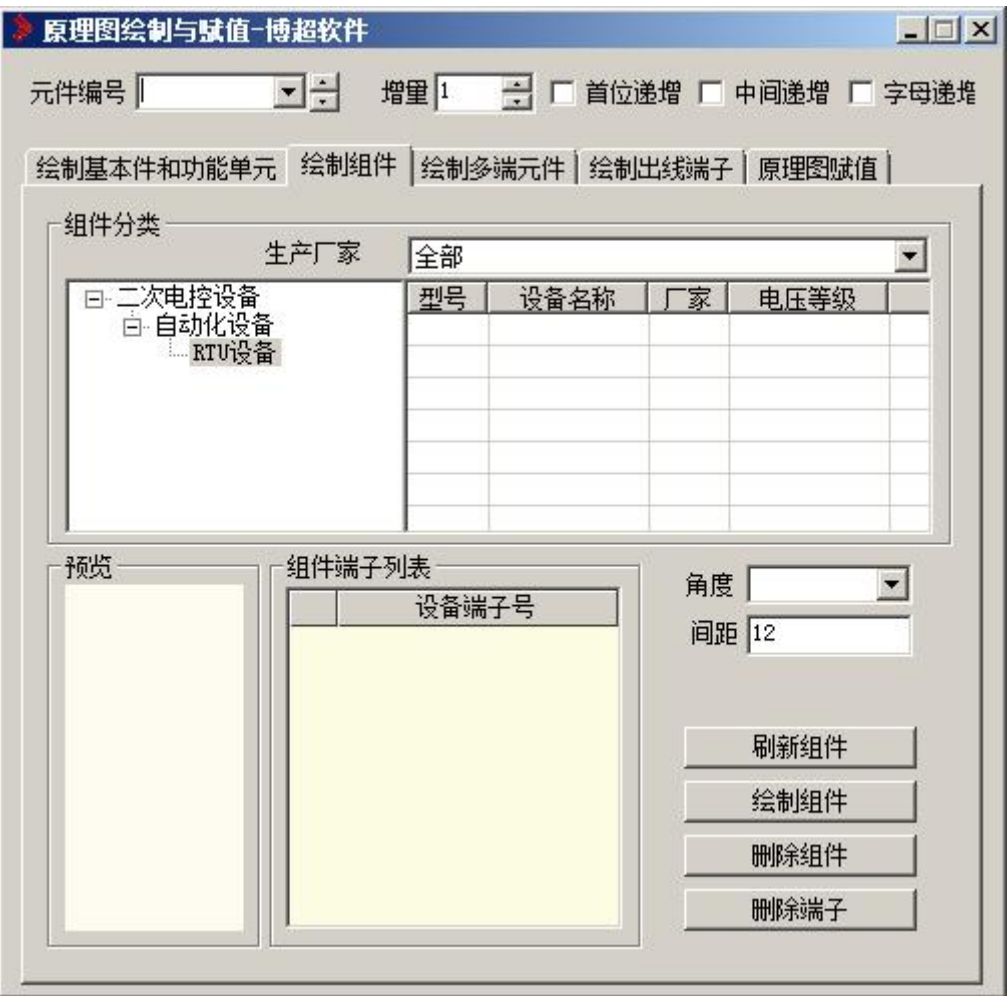 原理图绘制与赋值-博超软件
元件编号 增量 1 首位递增 中间递增 字母递增
绘制基本件和功能单元 绘制组件 绘制多端元件 绘制出线端子 原理图赋值
组件分类
生产厂家 全部
二次电控设备 型号 设备名称 厂家 电压等级
自动化设备
RTU设备
预览 组件端子列表 角度
设备端子号
间距 12
刷新组件
绘制组件
删除组件
删除端子